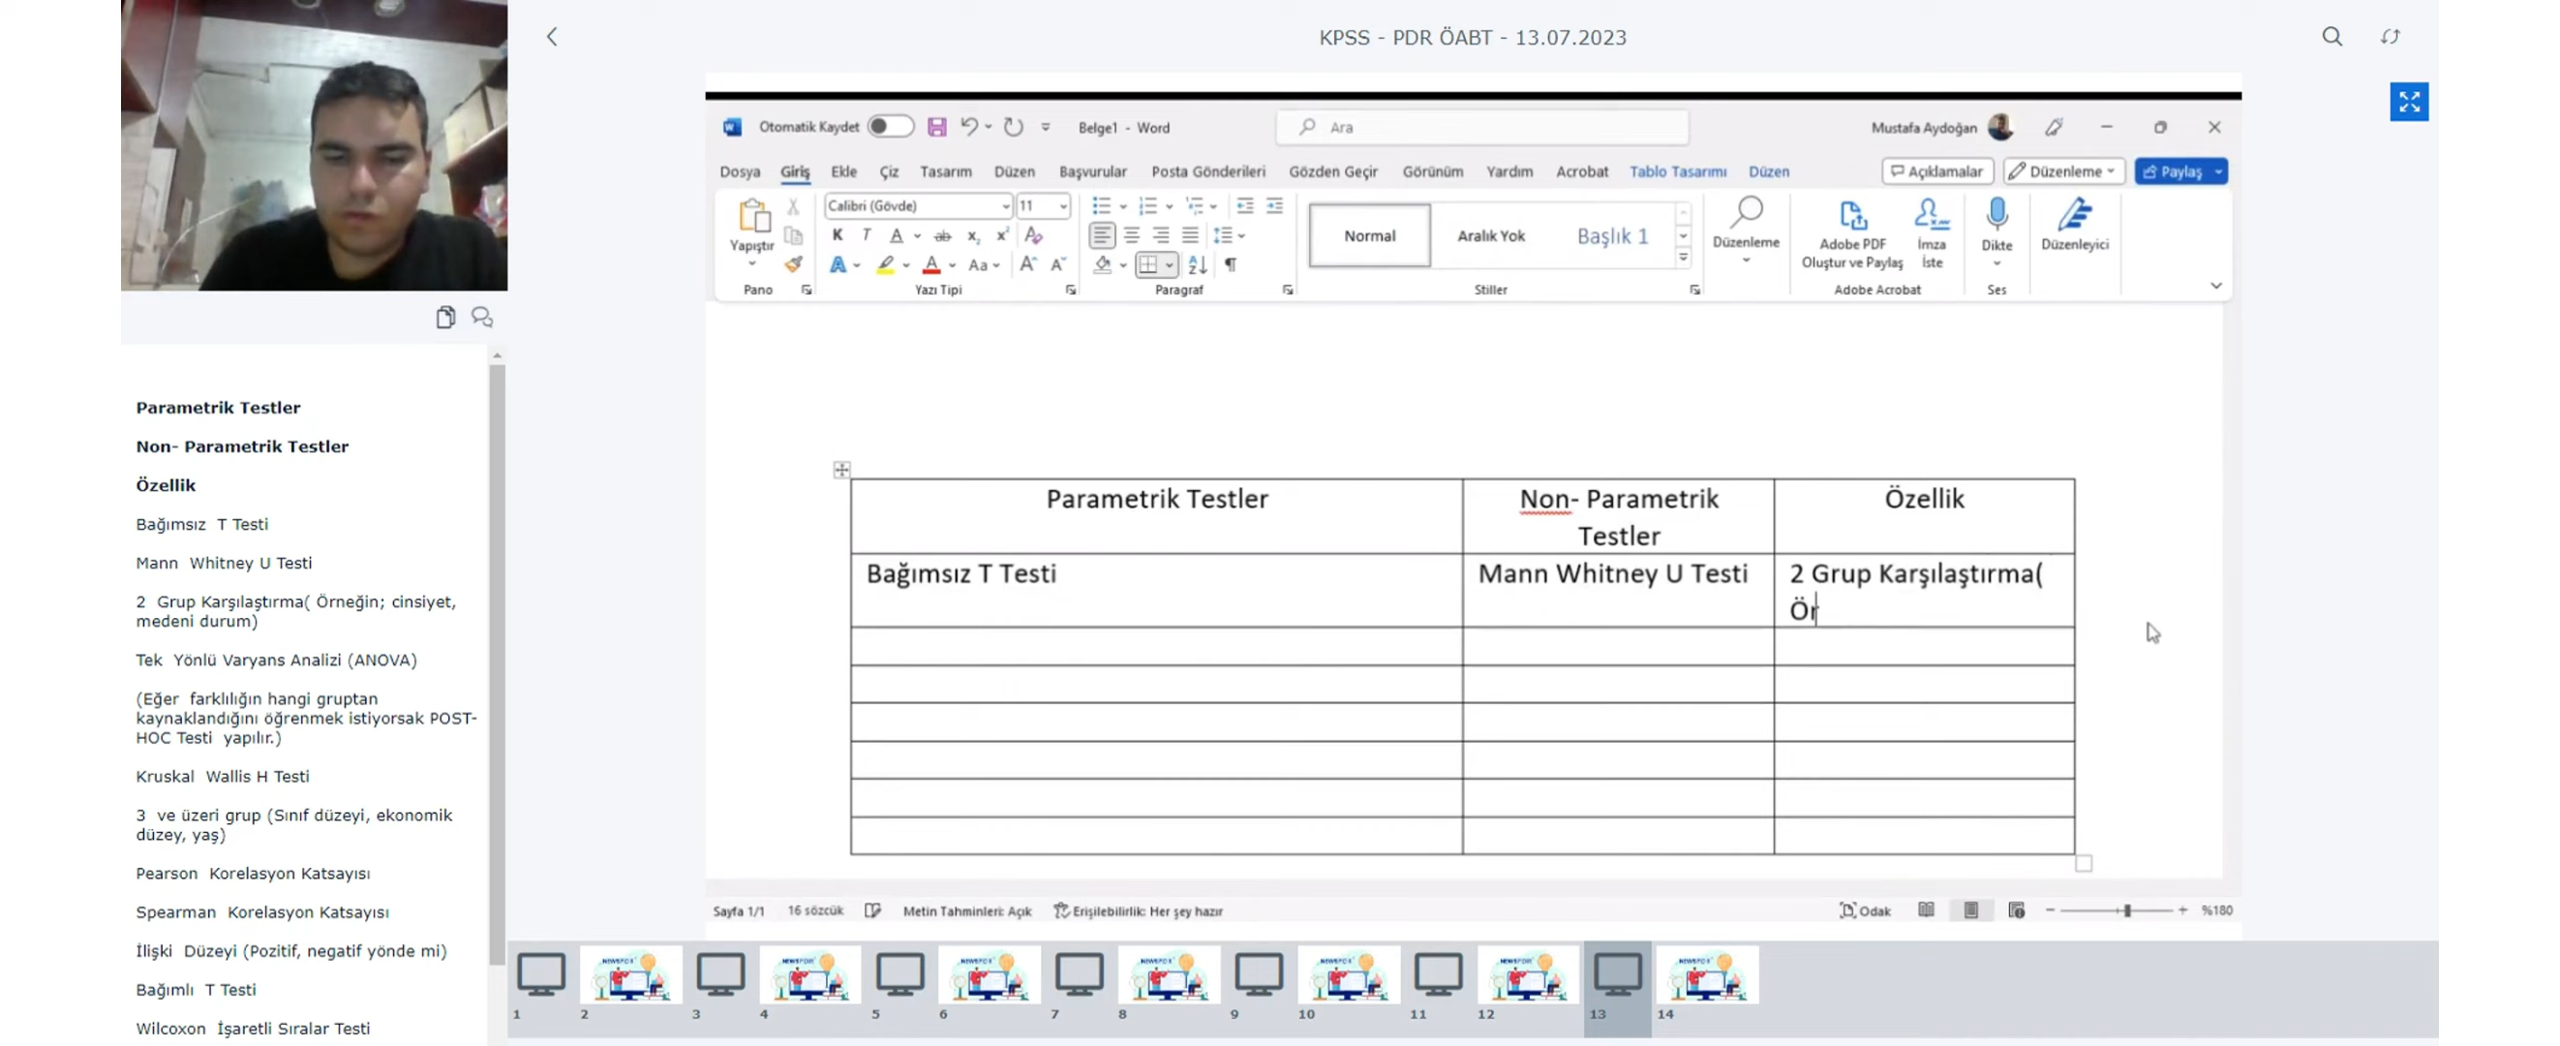 KPSS - PDR ÖABT - 13.07.2023
Otomatik Kaydet
Belge1 - Word
Ara
Mustafa Aydoğan
Dosya Giriş Ekle Çiz Tasarım Düzen Başvurular Posta Gönderileri Gözden Geçir Görünüm Yardım Acrobat Tablo Tasarımı Düzen
Açıklamalar Düzenleme Paylaş
Yapıştır
Pano
Calibri (Gövde) 11
K T A ab x₂ x² A
A A Aa A A
Yazı Tipi
Paragraf
Normal Aralık Yok Başlık 1
Stiller
Düzenleme
Adobe PDF
Oluştur ve Paylaş
İmza
İste
Adobe Acrobat
Dikte
Ses
Düzenleyici
Parametrik Testler
Non- Parametrik Testler
Özellik
Bağımsız T Testi
Mann Whitney U Testi
2 Grup Karşılaştırma( Örneğin; cinsiyet,
medeni durum)
Tek Yönlü Varyans Analizi (ANOVA)
(Eğer farklılığın hangi gruptan
kaynaklandığını öğrenmek istiyorsak POST-
HOC Testi yapılır.)
Kruskal Wallis H Testi
3 ve üzeri grup (Sınıf düzeyi, ekonomik
düzey, yaş)
Pearson Korelasyon Katsayısı
Spearman Korelasyon Katsayısı
İlişki Düzeyi (Pozitif, negatif yönde mi)
Bağımlı T Testi
Wilcoxon İşaretli Sıralar Testi
Parametrik Testler
Non- Parametrik
Testler
Özellik
Bağımsız T Testi
Mann Whitney U Testi
2 Grup Karşılaştırma(
Ör
Sayfa 1/1 16 sözcük Metin Tahminleri: Açık Erişilebilirlik: Her şey hazır
Odak %180
1 2 3 4 5 6 7 8 9 10 11 12 13 14